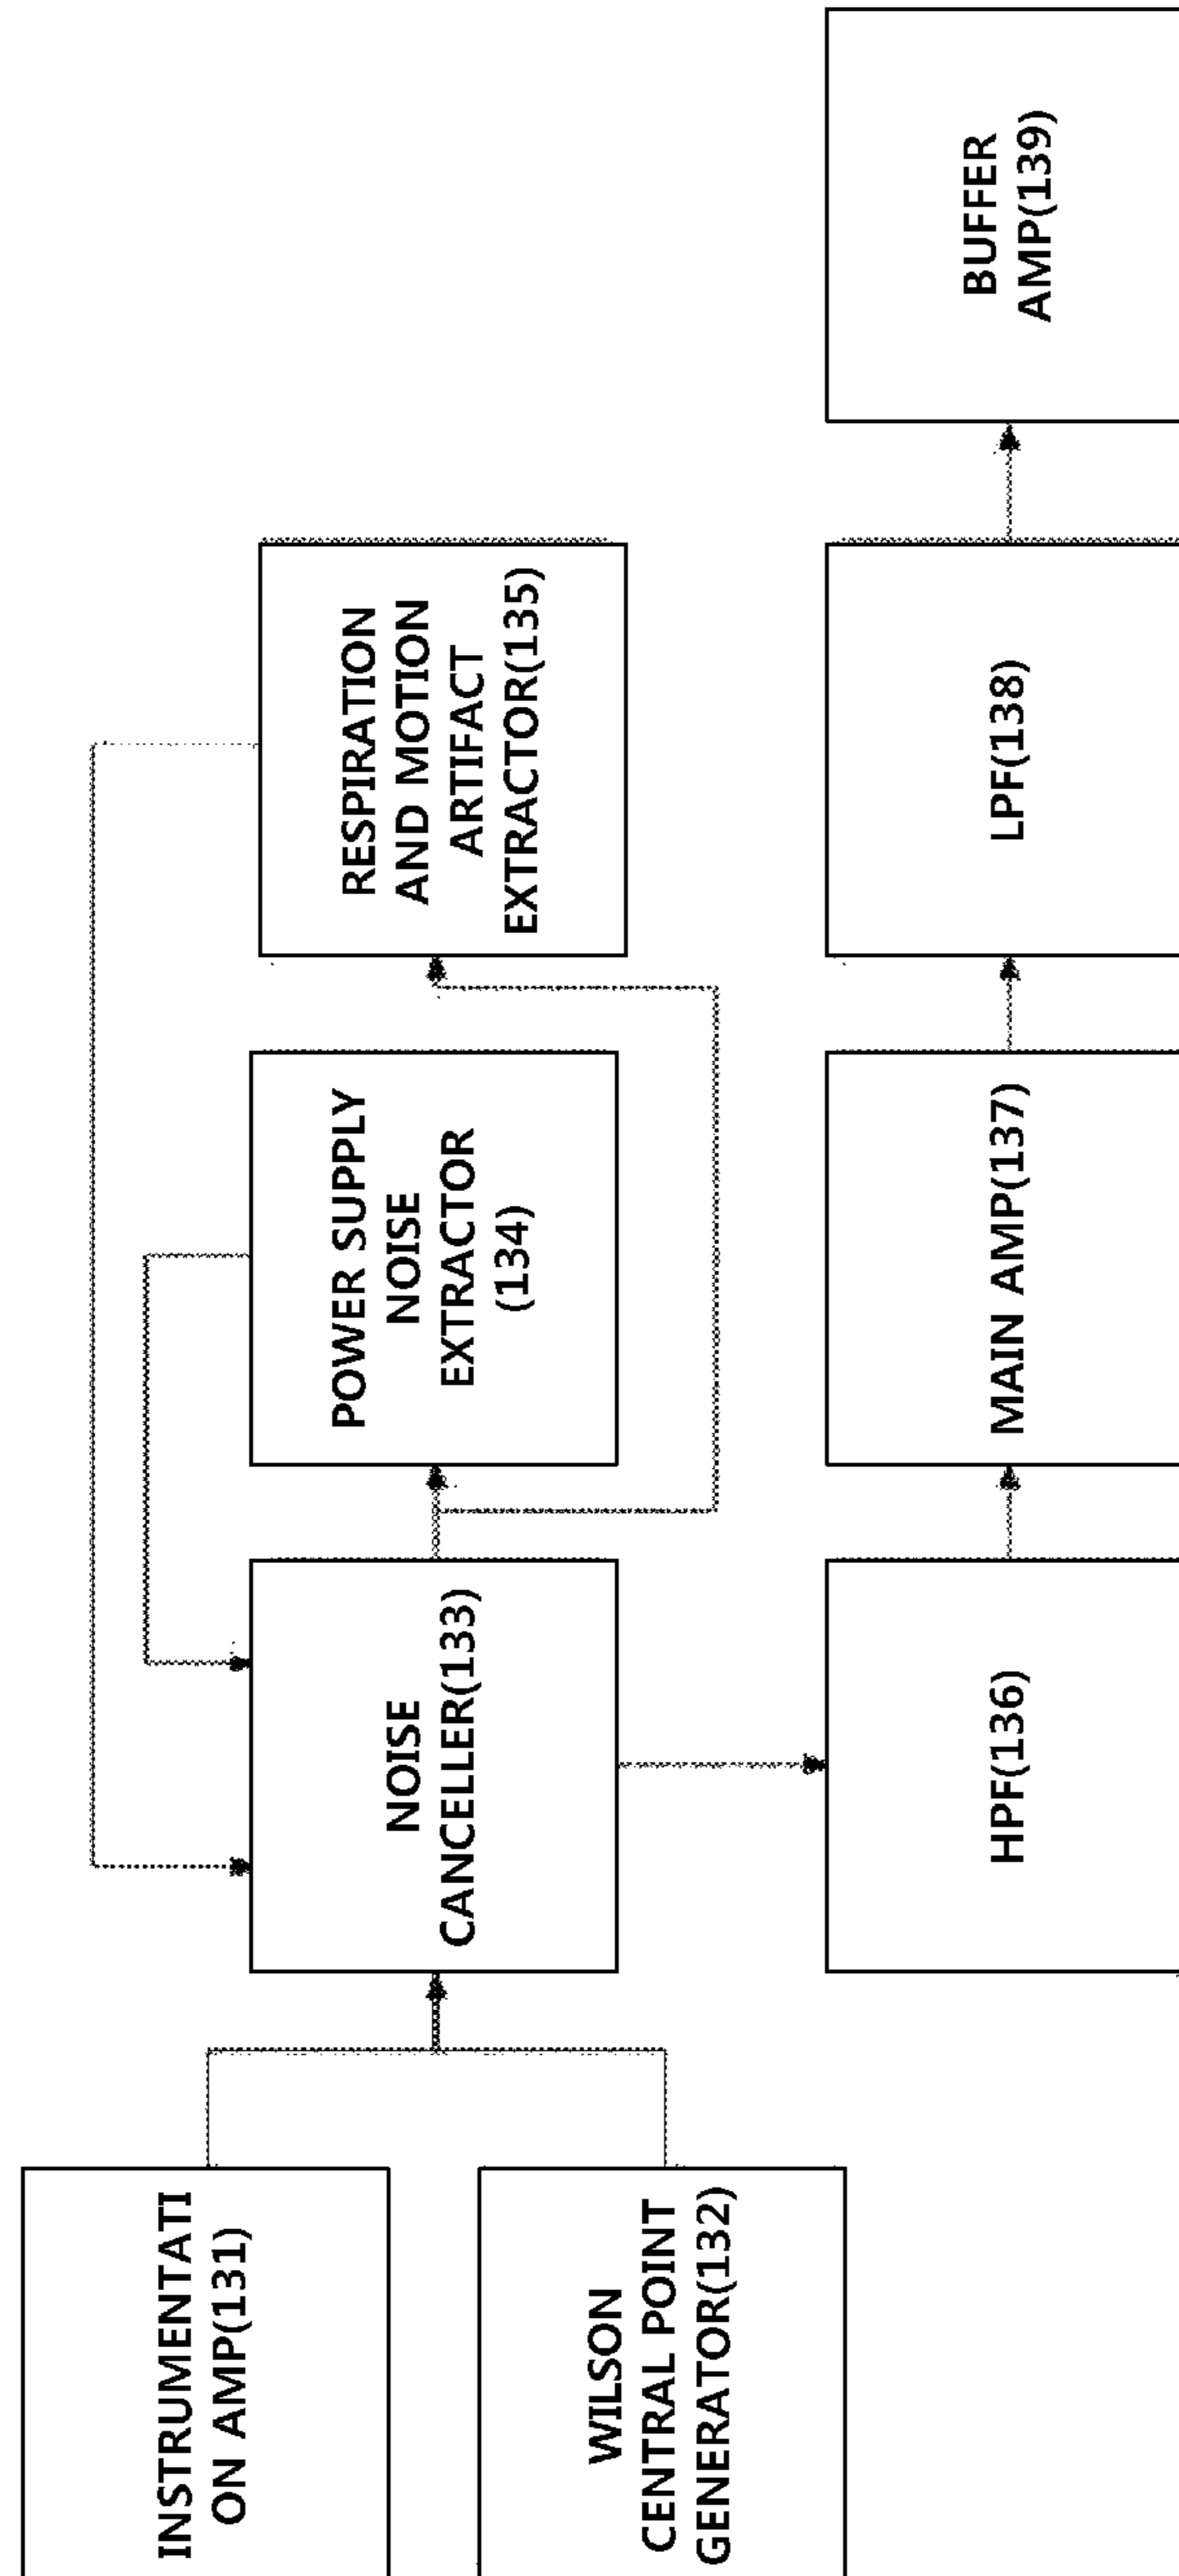 INSTRUMENTATI
ON AMP(131)
WILSON
CENTRAL POINT
GENERATOR(132)
NOISE
CANCELLER(133)
POWER SUPPLY
NOISE
EXTRACTOR
(134)
RESPIRATION
AND MOTION
ARTIFACT
EXTRACTOR(135)
HPF(136)
MAIN AMP(137)
LPF(138)
BUFFER
AMP(139)